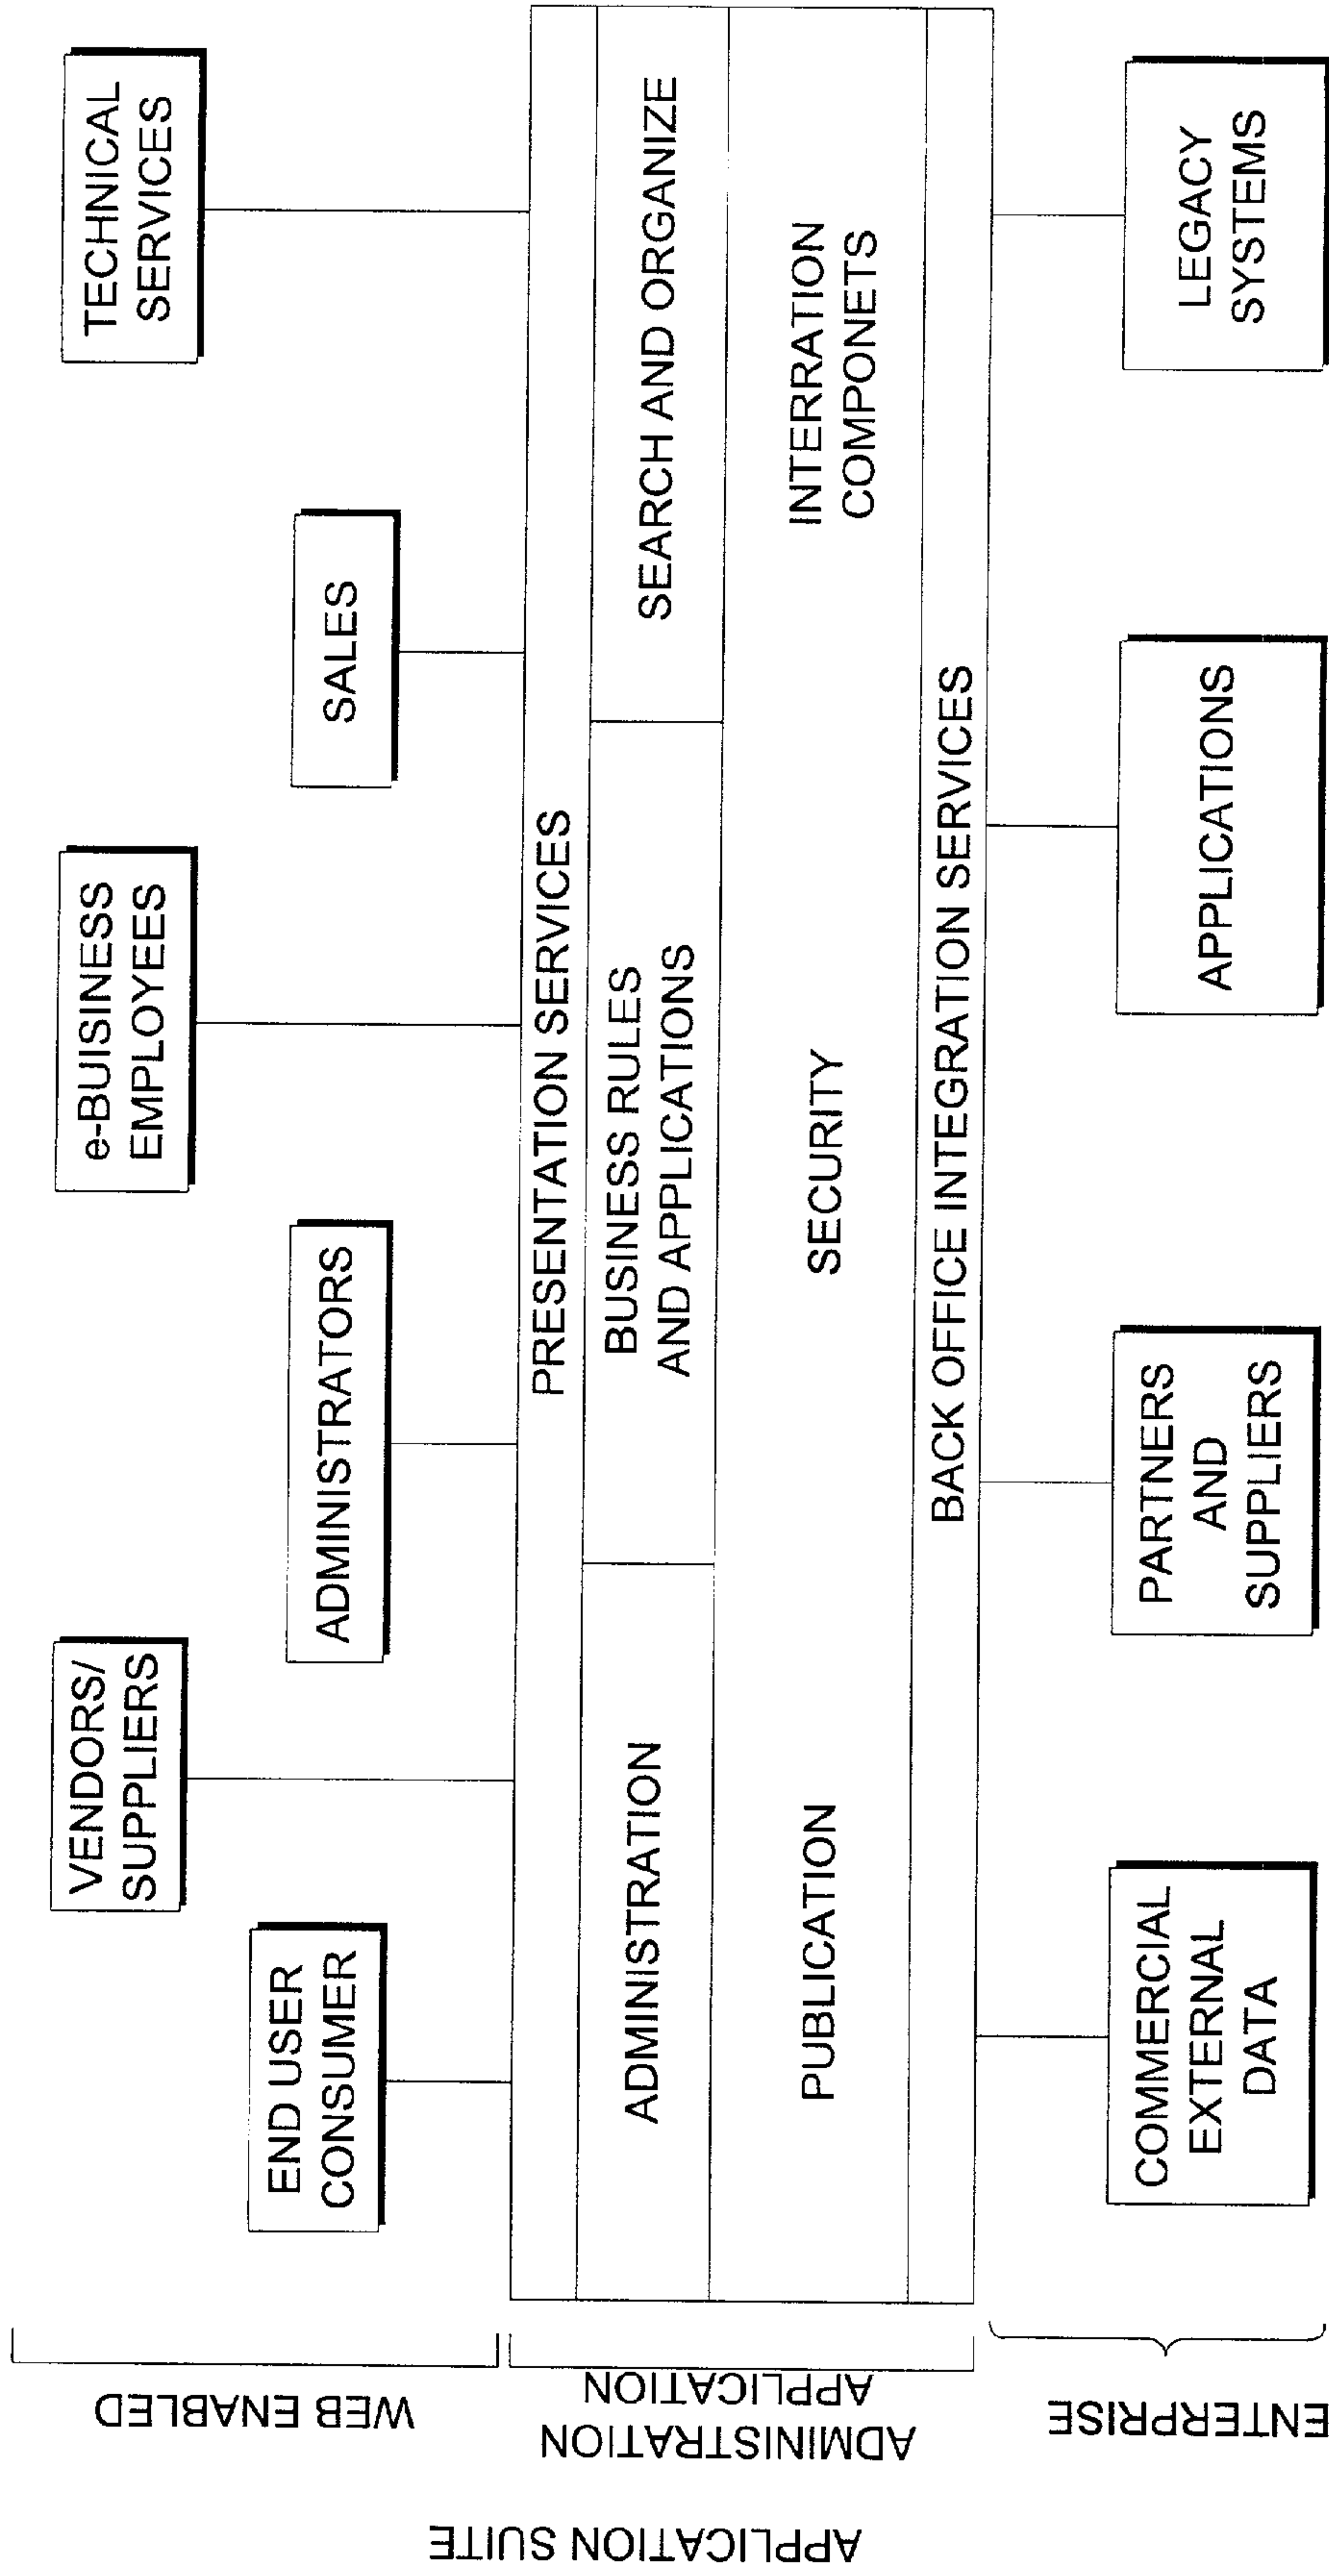 APPLICATION SUITE
WEB ENABLED
ADMINISTRATION
APPLICATION
ENTERPRISE
VENDORS/
SUPPLIERS
e-BUISINESS
EMPLOYEES
TECHNICAL
SERVICES
END USER
CONSUMER
ADMINISTRATORS
SALES
PRESENTATION SERVICES
ADMINISTRATION
BUSINESS RULES
AND APPLICATIONS
SEARCH AND ORGANIZE
PUBLICATION
SECURITY
INTERRATION
COMPONETS
BACK OFFICE INTEGRATION SERVICES
COMMERCIAL
EXTERNAL
DATA
PARTNERS
AND
SUPPLIERS
APPLICATIONS
LEGACY
SYSTEMS